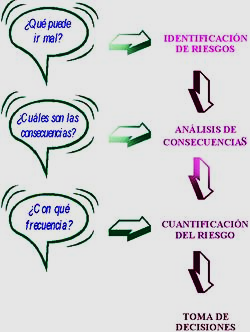 ¿Qué puede
ir mal?
IDENTIFICACIÓN
DE RIESGOS
¿Cuáles son las
consecuencias?
ANÁLISIS DE
CONSECUENCIAS
¿Con qué
frecuencia?
CUANTIFICACIÓN
DEL RIESGO
TOMA DE
DECISIONES